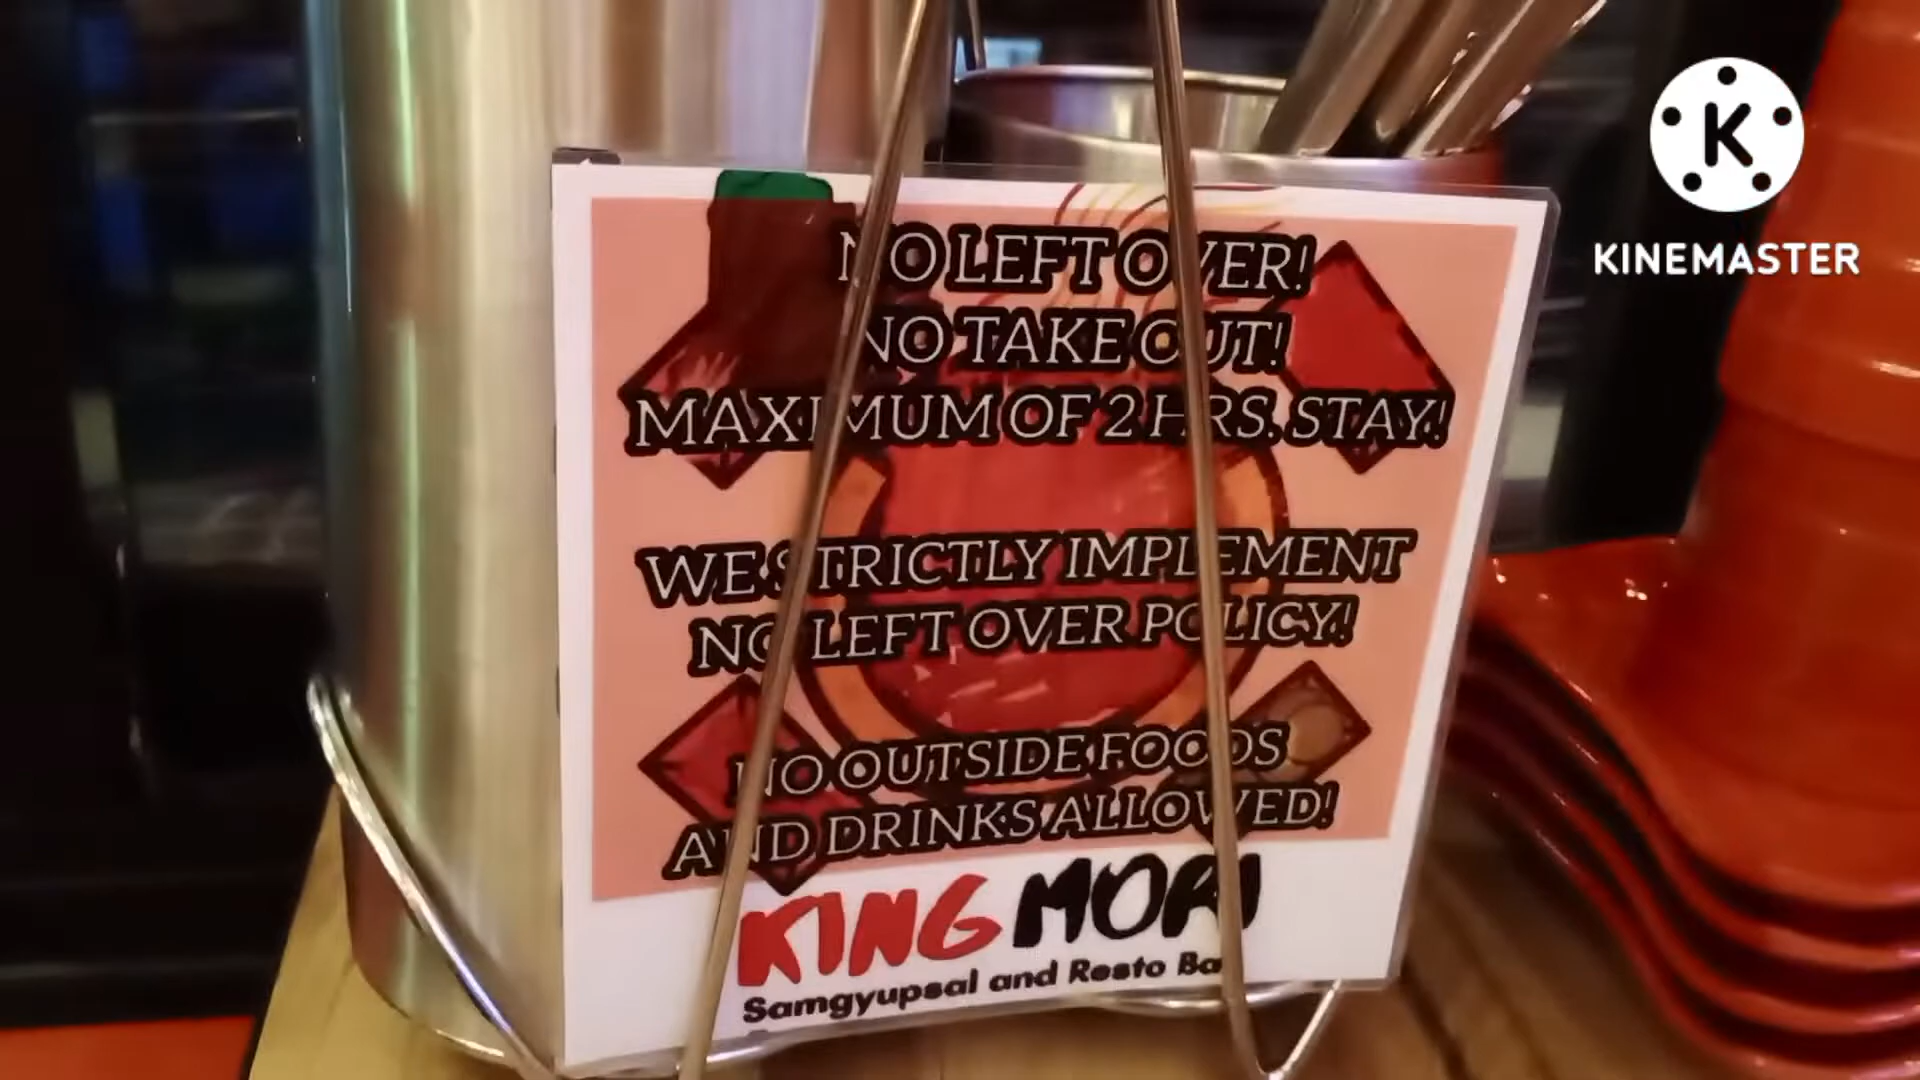 NO LEFT OVER!
NO TAKE OUT!
MAXIMUM OF 2 HRS. STAY!
WE STRICTLY IMPLEMENT
NO LEFT OVER POLICY!
NO OUTSIDE FOODS
AND DRINKS ALLOWED!
KING MORI
Samgyupsal and Resto Bar
K
KINEMASTER